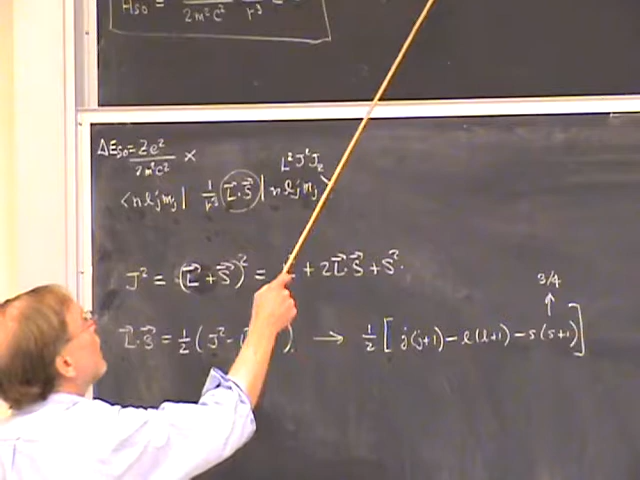 H_SO =
2m²c² r³
ΔE_SO = Ze²/2m²c² ×
L² J² J_z
<n l j m_j| 1/r³ (L⃗·S⃗) |n l j m_j
J² = (L⃗ + S⃗)² = + 2L⃗·S⃗ + S⃗².
3/4
↑
L⃗·S⃗ = ½ (J² - ) → ½ [ j(j+1) - l(l+1) - s(s+1) ]